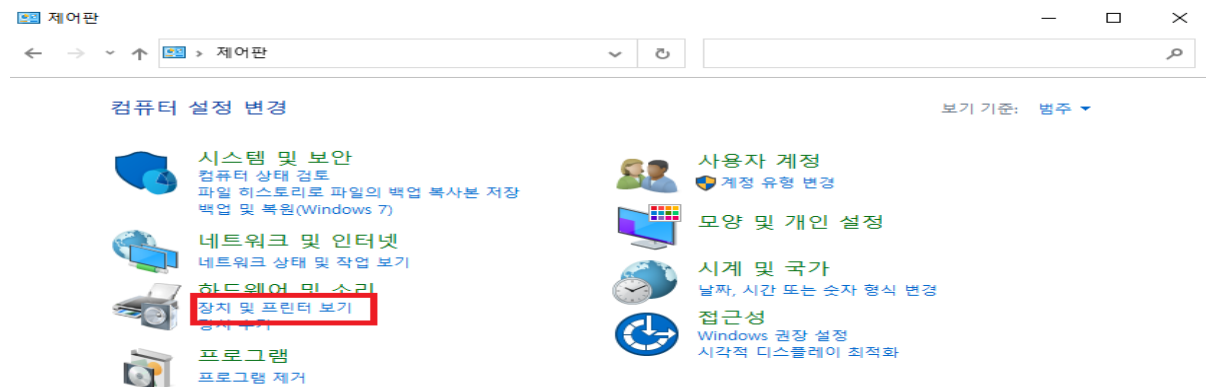 제어판
제어판
컴퓨터 설정 변경
보기 기준: 범주
시스템 및 보안
컴퓨터 상태 검토
파일 히스토리로 파일의 백업 복사본 저장
백업 및 복원(Windows 7)
네트워크 및 인터넷
네트워크 상태 및 작업 보기
하드웨어 및 소리
장치 및 프린터 보기
프로그램
프로그램 제거
사용자 계정
계정 유형 변경
모양 및 개인 설정
시계 및 국가
날짜, 시간 또는 숫자 형식 변경
접근성
Windows 권장 설정
시각적 디스플레이 최적화